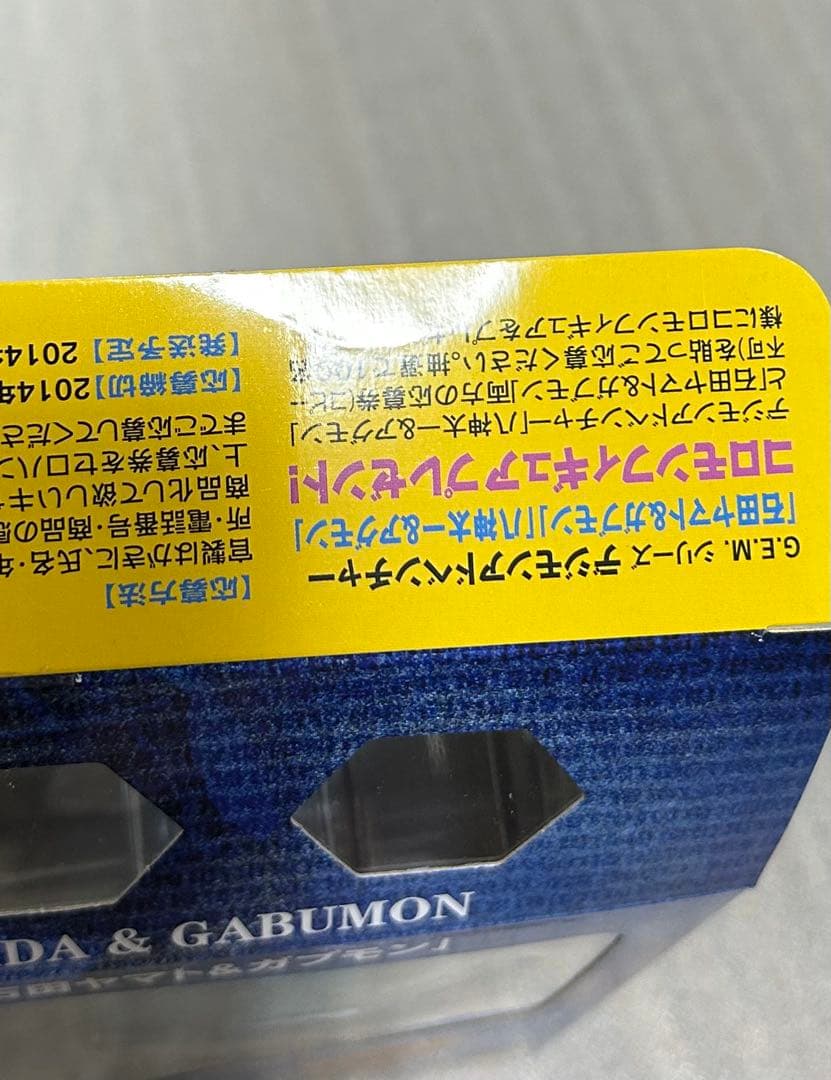 G.E.M. シリーズ デジモンアドベンチャー
「石田ヤマト&ガブモン」「八神太一&アグモン」
コロモンフィギュアプレゼント!
デジモンアドベンチャー「八神太一&アグモン」
と「石田ヤマト&ガブモン」両方の応募券(コピー
不可)を貼ってご応募ください。抽選で
様にコロモンフィギュアを
【応募方法】
官製はがきに、氏名・年
所・電話番号・商品の感
商品化して欲しいキャ
上、応募券をセロハン
までご応募してくださ
【応募締切】2014年
【発送予定】2014
DA & GABUMON
石田ヤマト&ガブモン」